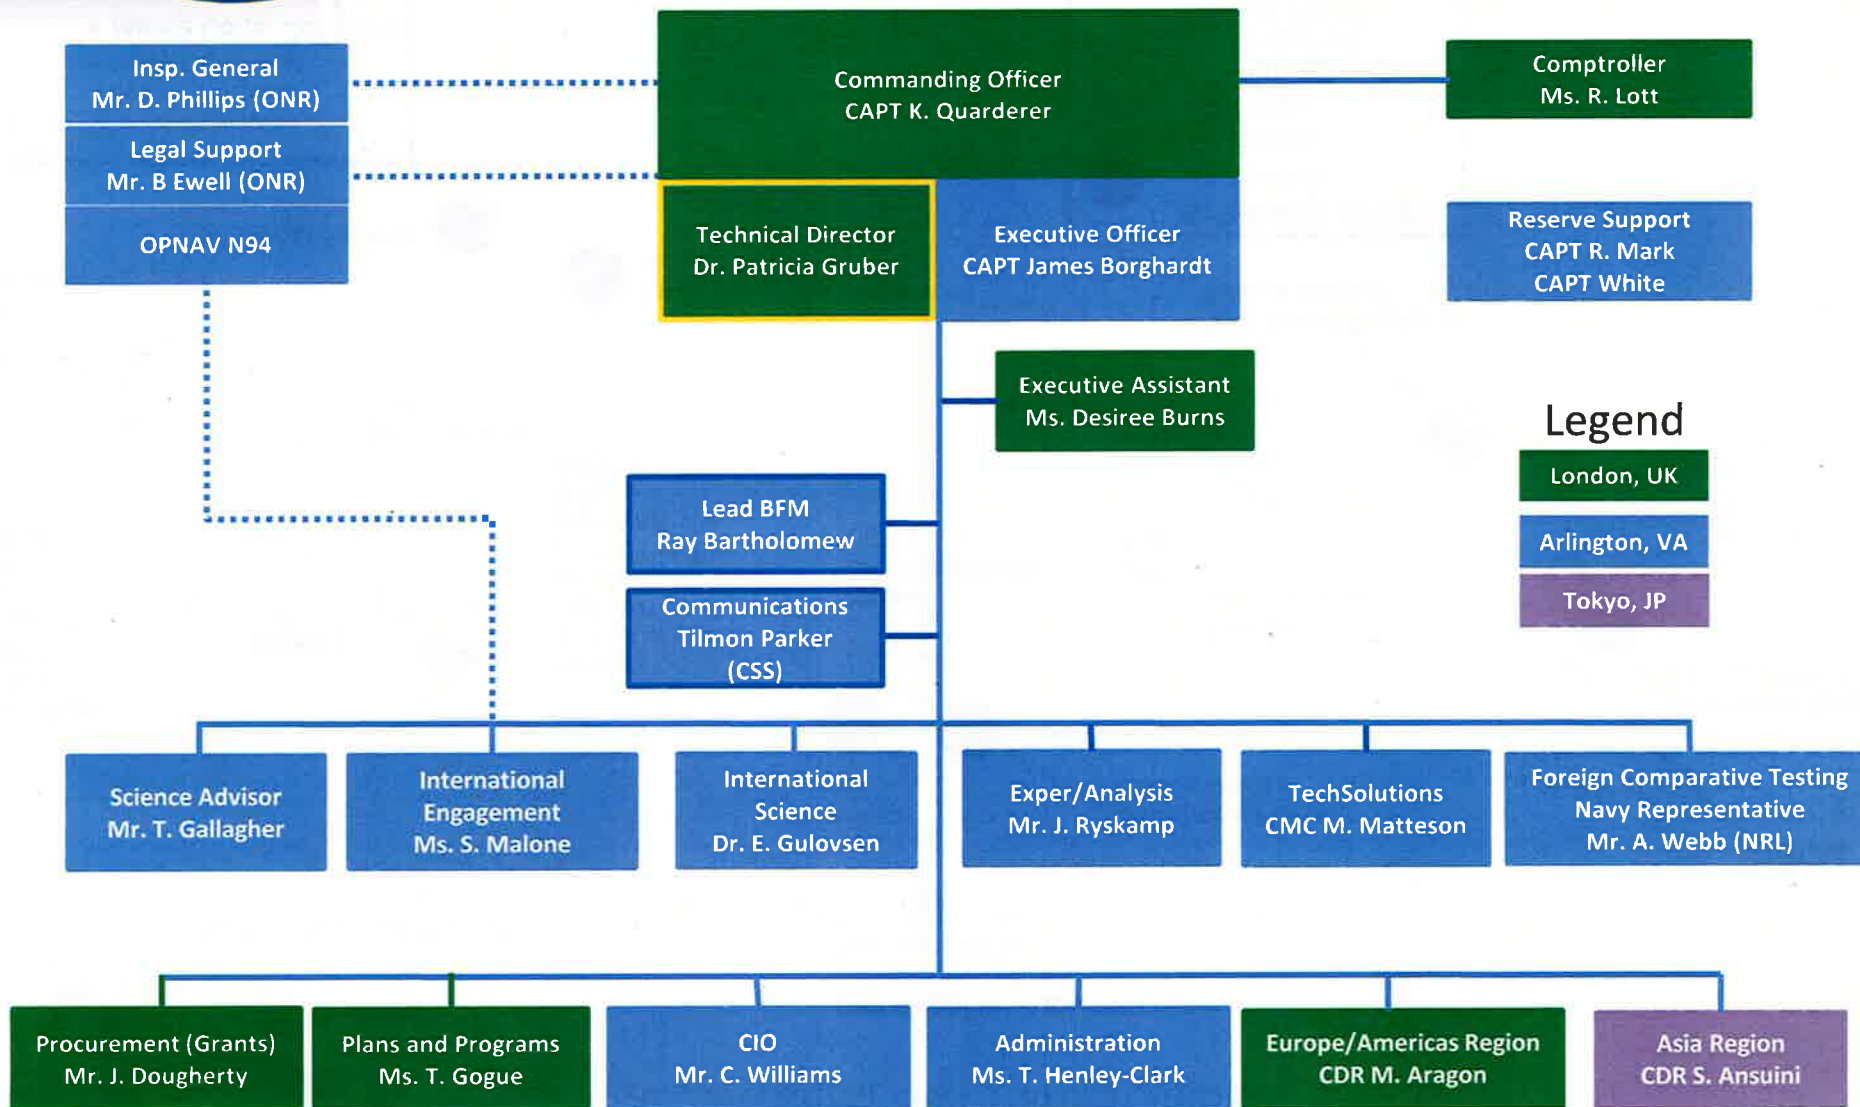 Insp. General
Mr. D. Phillips (ONR)
Legal Support
Mr. B Ewell (ONR)
OPNAV N94
Commanding Officer
CAPT K. Quarderer
Technical Director
Dr. Patricia Gruber
Executive Officer
CAPT James Borghardt
Comptroller
Ms. R. Lott
Reserve Support
CAPT R. Mark
CAPT White
Executive Assistant
Ms. Desiree Burns
Legend
London, UK
Arlington, VA
Tokyo, JP
Lead BFM
Ray Bartholomew
Communications
Tilmon Parker
(CSS)
Science Advisor
Mr. T. Gallagher
International
Engagement
Ms. S. Malone
International
Science
Dr. E. Gulovsen
Exper/Analysis
Mr. J. Ryskamp
TechSolutions
CMC M. Matteson
Foreign Comparative Testing
Navy Representative
Mr. A. Webb (NRL)
Procurement (Grants)
Mr. J. Dougherty
Plans and Programs
Ms. T. Gogue
CIO
Mr. C. Williams
Administration
Ms. T. Henley-Clark
Europe/Americas Region
CDR M. Aragon
Asia Region
CDR S. Ansuini